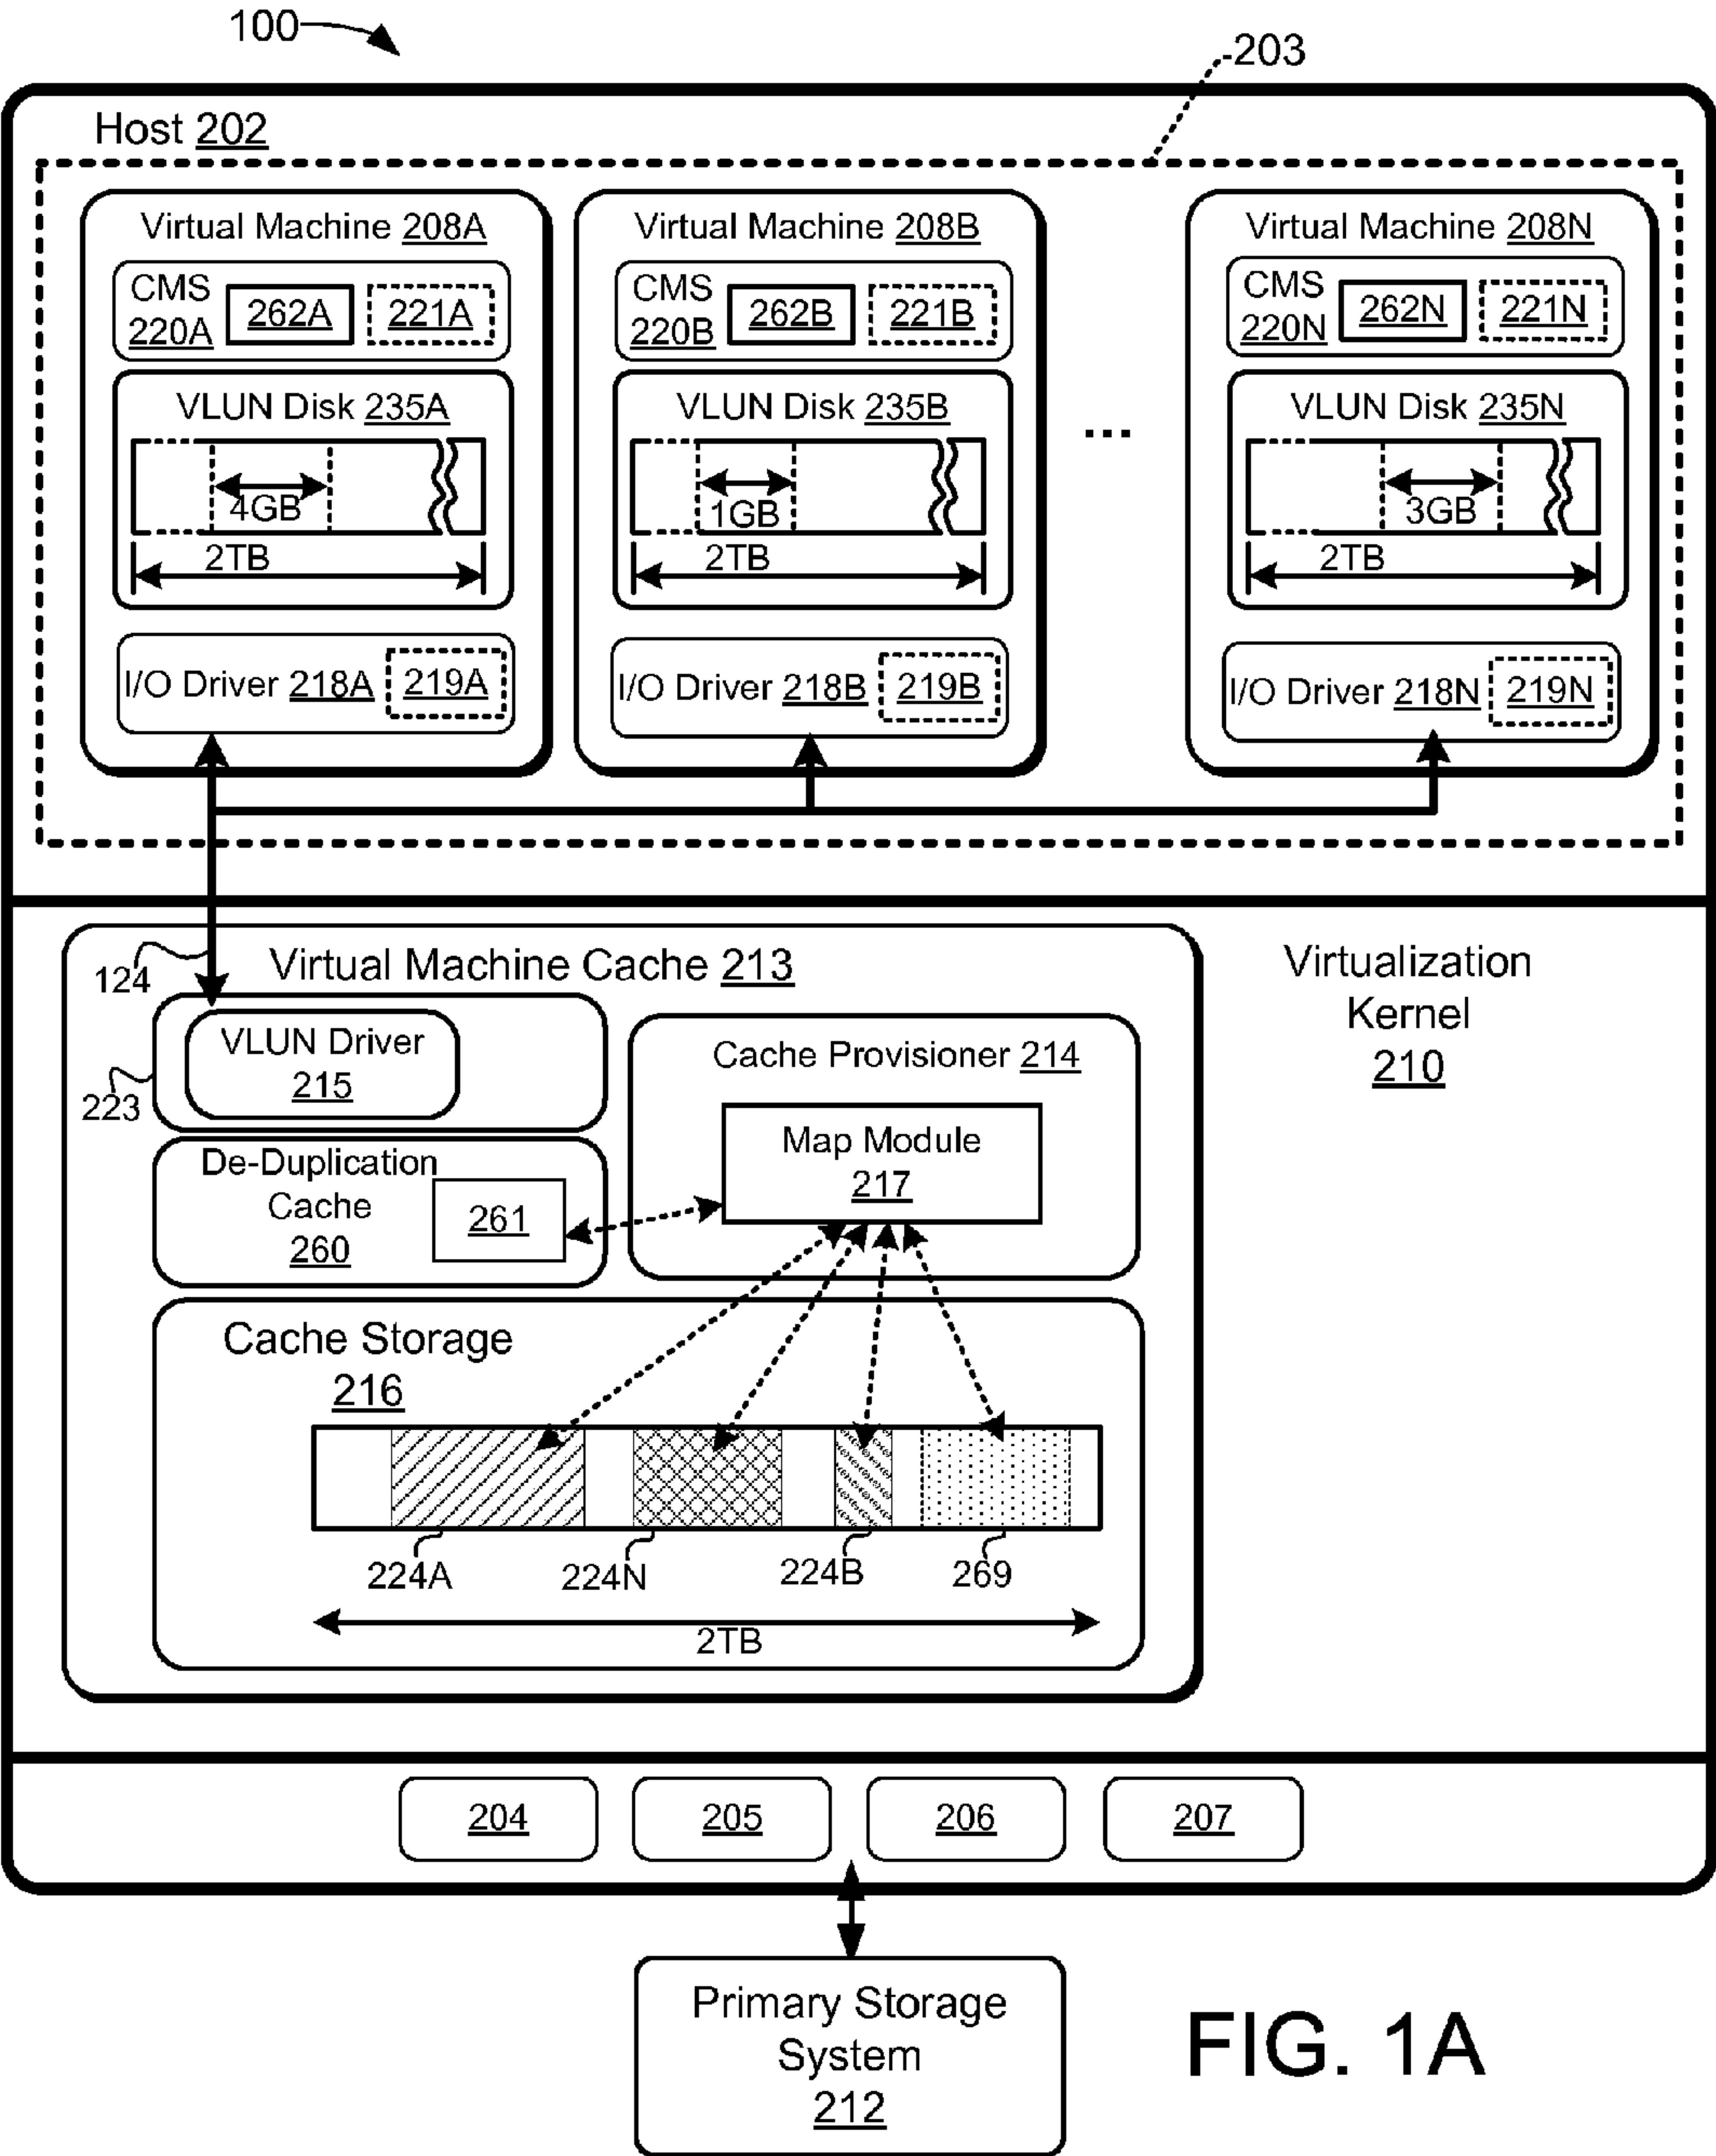 100
203
Host 202
Virtual Machine 208A
CMS
220A
262A
221A
VLUN Disk 235A
4GB
2TB
I/O Driver 218A
219A
Virtual Machine 208B
CMS
220B
262B
221B
VLUN Disk 235B
1GB
2TB
I/O Driver 218B
219B
...
Virtual Machine 208N
CMS
220N
262N
221N
VLUN Disk 235N
3GB
2TB
I/O Driver 218N
219N
124
Virtual Machine Cache 213
Virtualization
Kernel
210
VLUN Driver
215
223
Cache Provisioner 214
Map Module
217
De-Duplication
Cache
260
261
Cache Storage
216
224A
224N
224B
269
2TB
204
205
206
207
Primary Storage
System
212
FIG. 1A